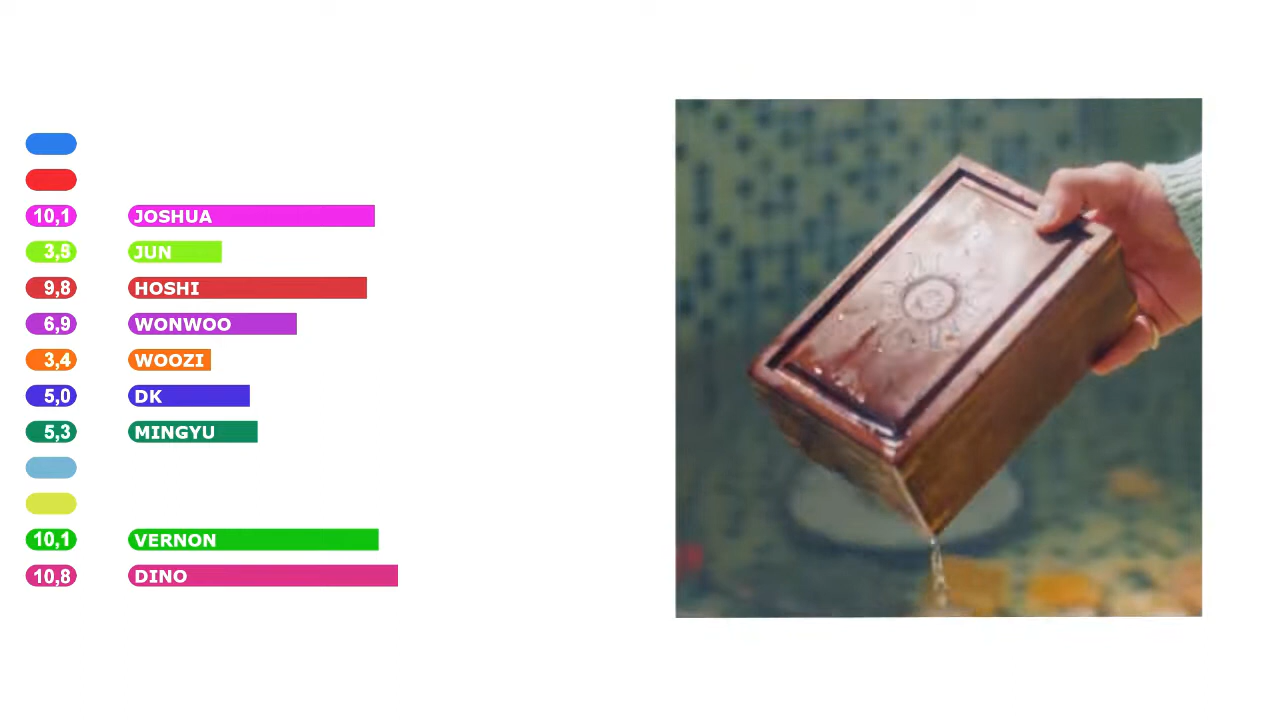 10,1 JOSHUA
3,8 JUN
9,8 HOSHI
6,9 WONWOO
3,4 WOOZI
5,0 DK
5,3 MINGYU
10,1 VERNON
10,8 DINO